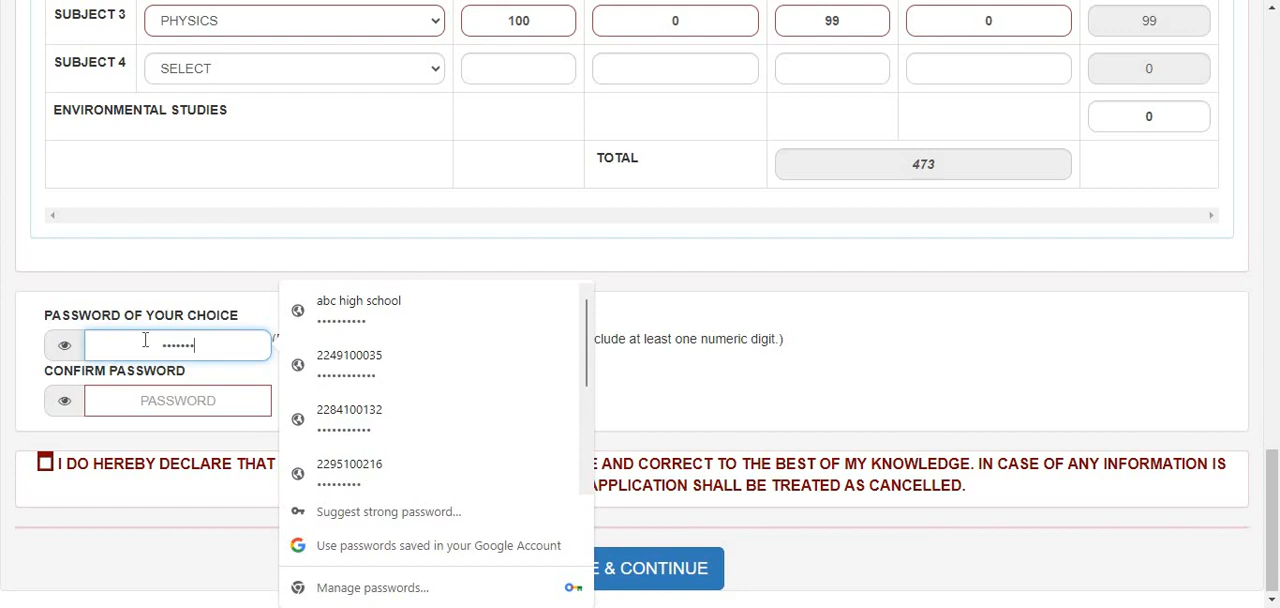 SUBJECT 3 PHYSICS 100 0 99 0 99
SUBJECT 4 SELECT 0
ENVIRONMENTAL STUDIES 0
TOTAL 473
PASSWORD OF YOUR CHOICE
••••••• clude at least one numeric digit.)
CONFIRM PASSWORD
PASSWORD
abc high school
••••••••••
2249100035
••••••••••••
2284100132
•••••••••••
2295100216
•••••••••
Suggest strong password...
Use passwords saved in your Google Account
Manage passwords...
I DO HEREBY DECLARE THAT E AND CORRECT TO THE BEST OF MY KNOWLEDGE. IN CASE OF ANY INFORMATION IS
APPLICATION SHALL BE TREATED AS CANCELLED.
E & CONTINUE